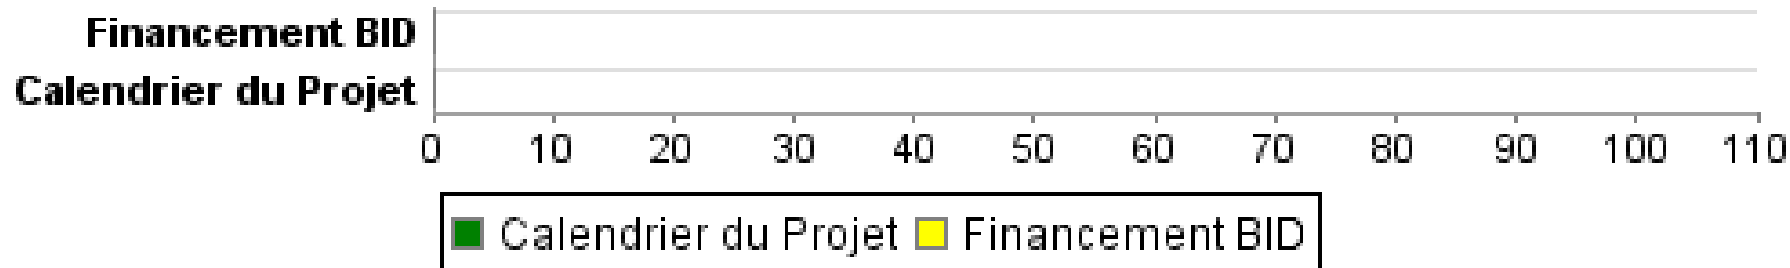 Financement BID
Calendrier du Projet
0 10 20 30 40 50 60 70 80 90 100 110
Calendrier du Projet Financement BID